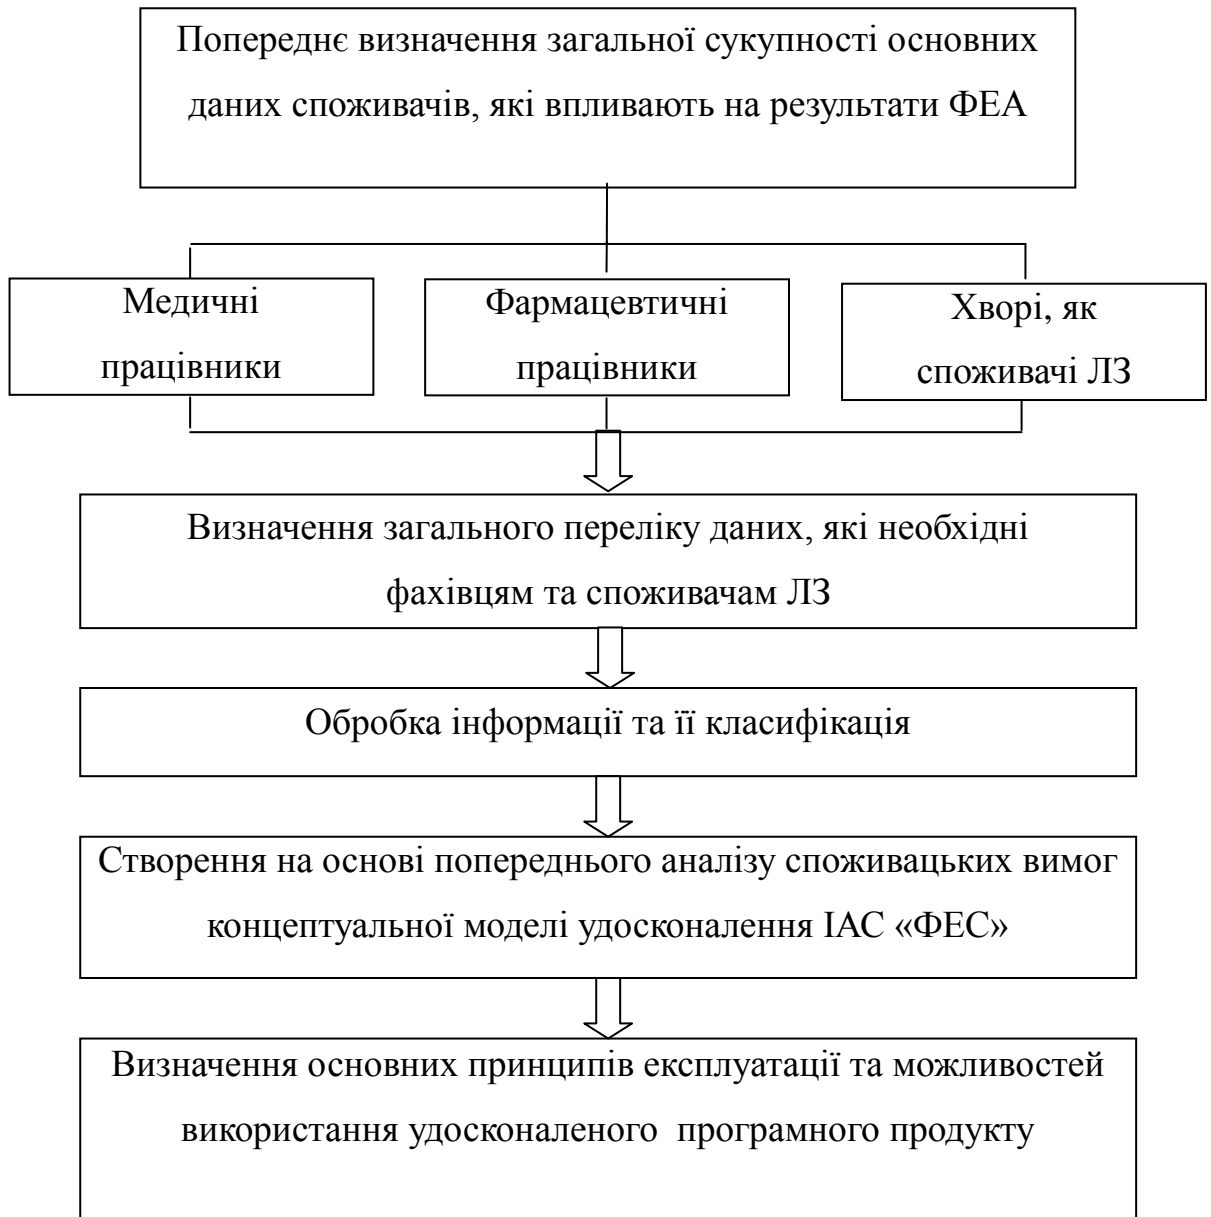 Попереднє визначення загальної сукупності основних
даних споживачів, які впливають на результати ФЕА
Медичні
працівники
Фармацевтичні
працівники
Хворі, як
споживачі ЛЗ
Визначення загального переліку даних, які необхідні
фахівцям та споживачам ЛЗ
Обробка інформації та її класифікація
Створення на основі попереднього аналізу споживацьких вимог
концептуальної моделі удосконалення ІАС «ФЕС»
Визначення основних принципів експлуатації та можливостей
використання удосконаленого програмного продукту